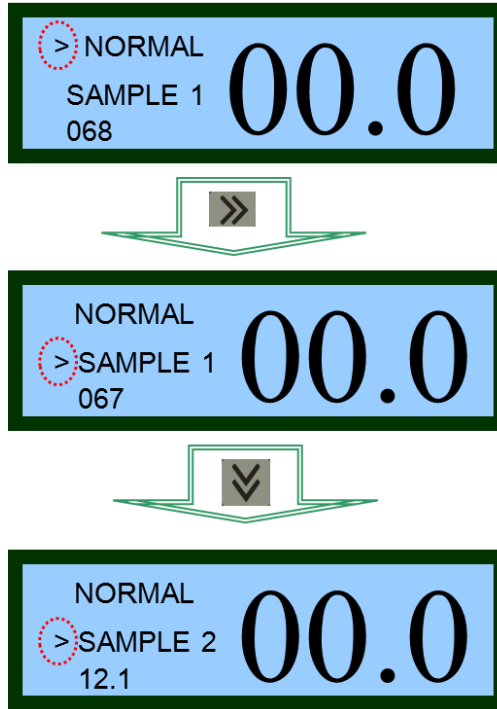 > NORMAL
SAMPLE 1
068
00.0
NORMAL
> SAMPLE 1
067
00.0
NORMAL
> SAMPLE 2
12.1
00.0